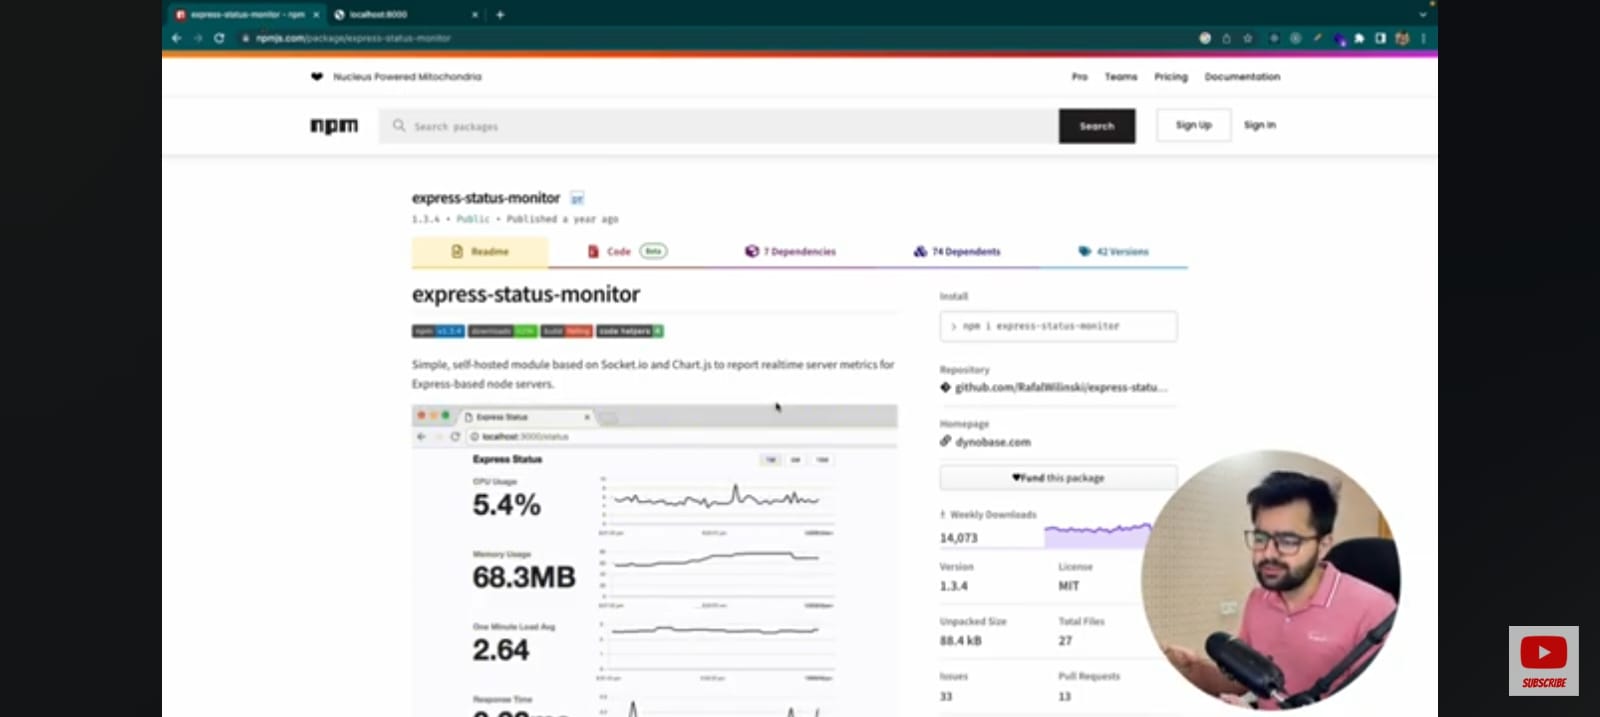 express-status-monitor - npm
localhost:8000
npmjs.com/package/express-status-monitor
Nucleus Powered Mitochondria
Pro
Teams
Pricing
Documentation
npm
Search packages
Search
Sign Up
Sign In
express-status-monitor DT
1.3.4 • Public • Published a year ago
Readme
Code Beta
7 Dependencies
74 Dependents
42 Versions
express-status-monitor
npm v1.3.4 downloads build failing code helpers 4
Simple, self-hosted module based on Socket.io and Chart.js to report realtime server metrics for
Express-based node servers.
Express Status
localhost:3000/status
Express Status
CPU Usage
5.4%
Memory Usage
68.3MB
One Minute Load Avg
2.64
Response Time
Install
> npm i express-status-monitor
Repository
github.com/RafalWilinski/express-statu...
Homepage
dynobase.com
Fund this package
Weekly Downloads
14,073
Version
1.3.4
License
MIT
Unpacked Size
88.4 kB
Total Files
27
Issues
33
Pull Requests
13
SUBSCRIBE